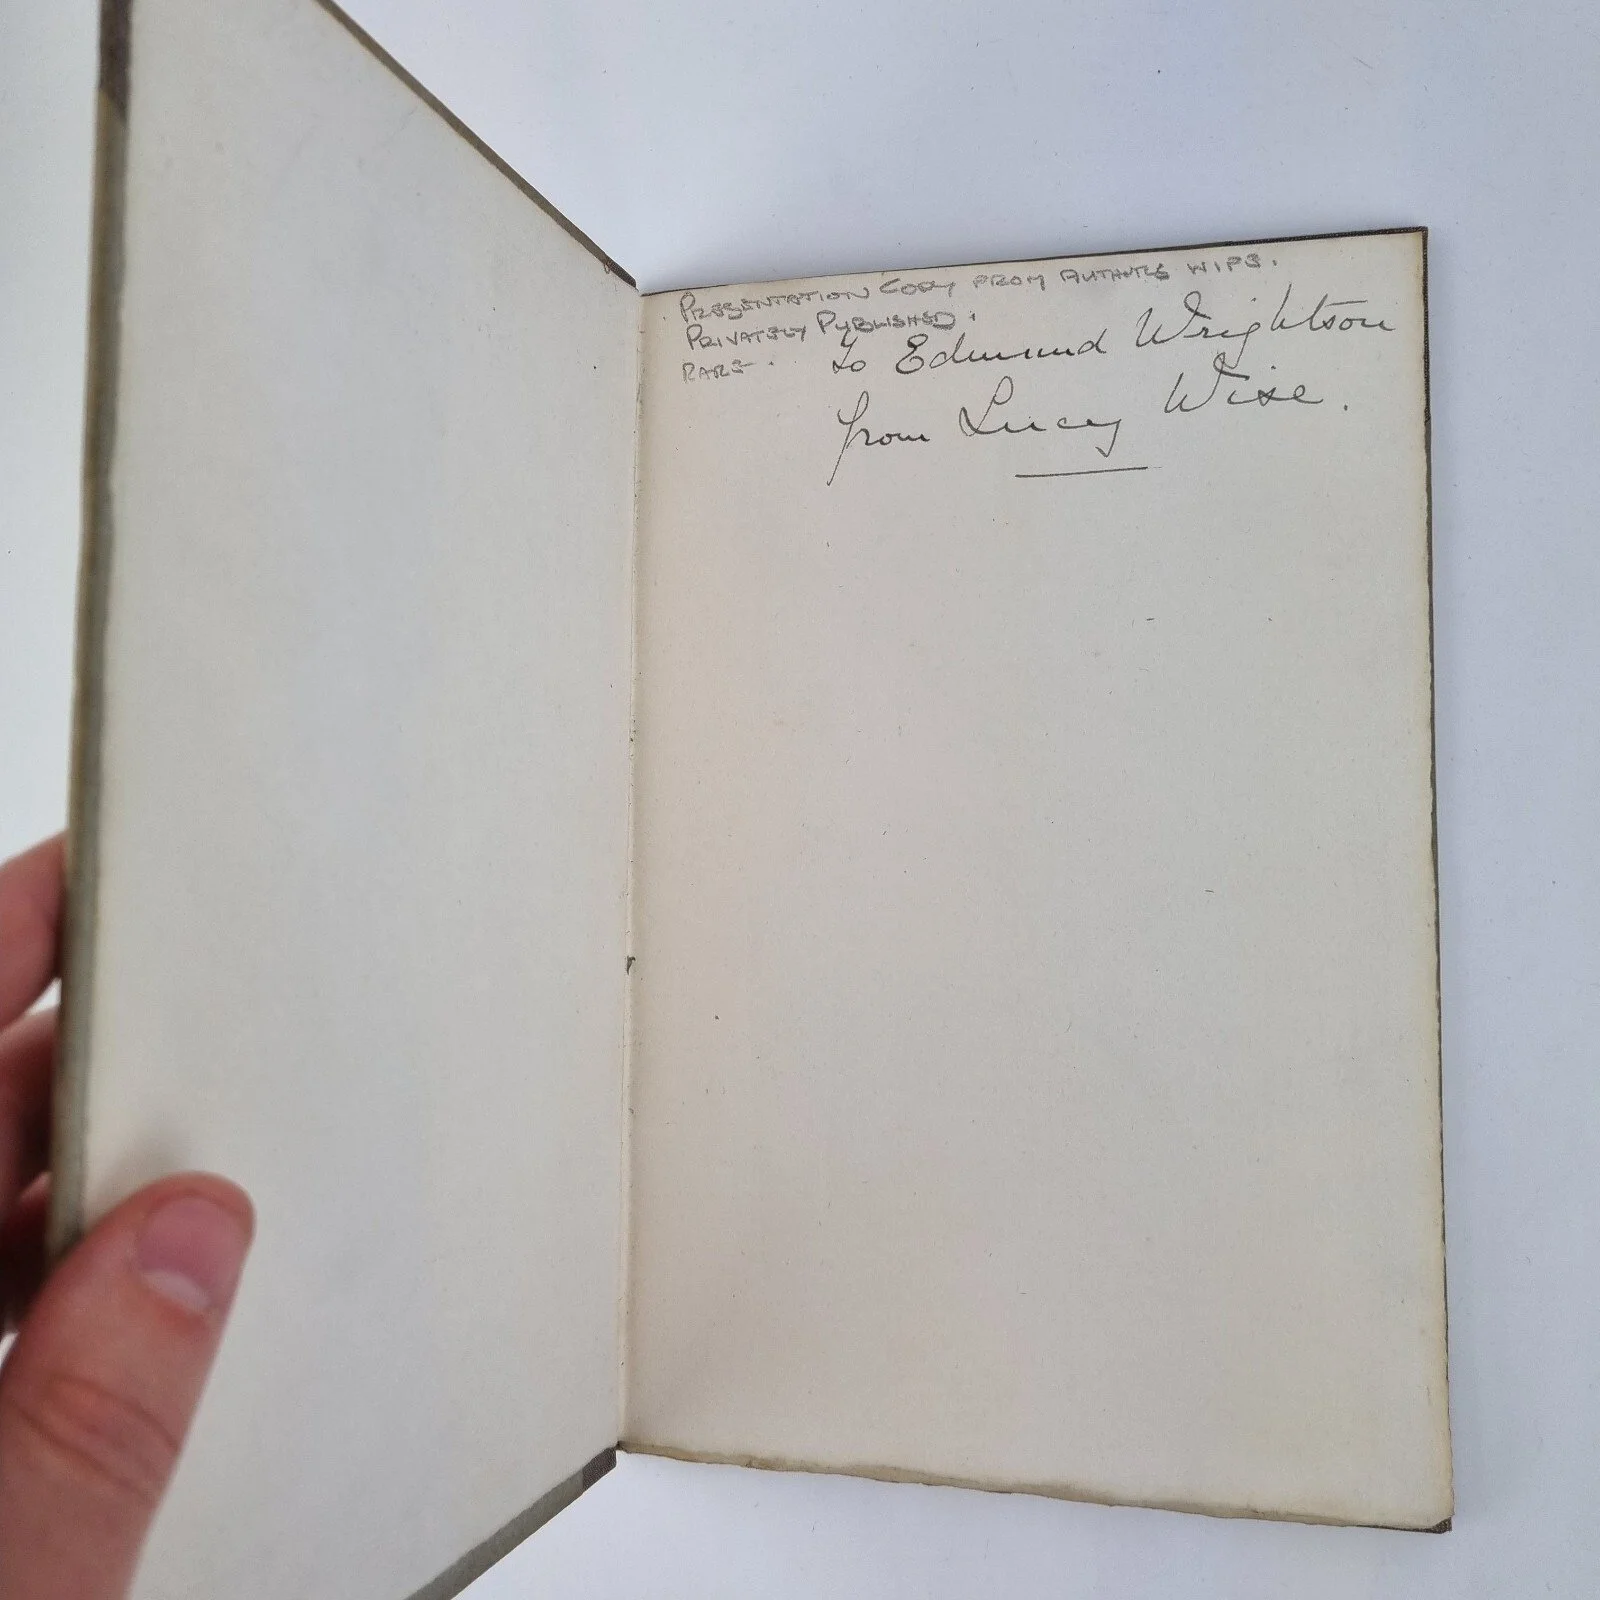 PRESENTATION COPY FROM AUTHOR'S WIFE.
PRIVATELY PUBLISHED.
RARE.
to Edmund Wrightson
from Lucy Wise.